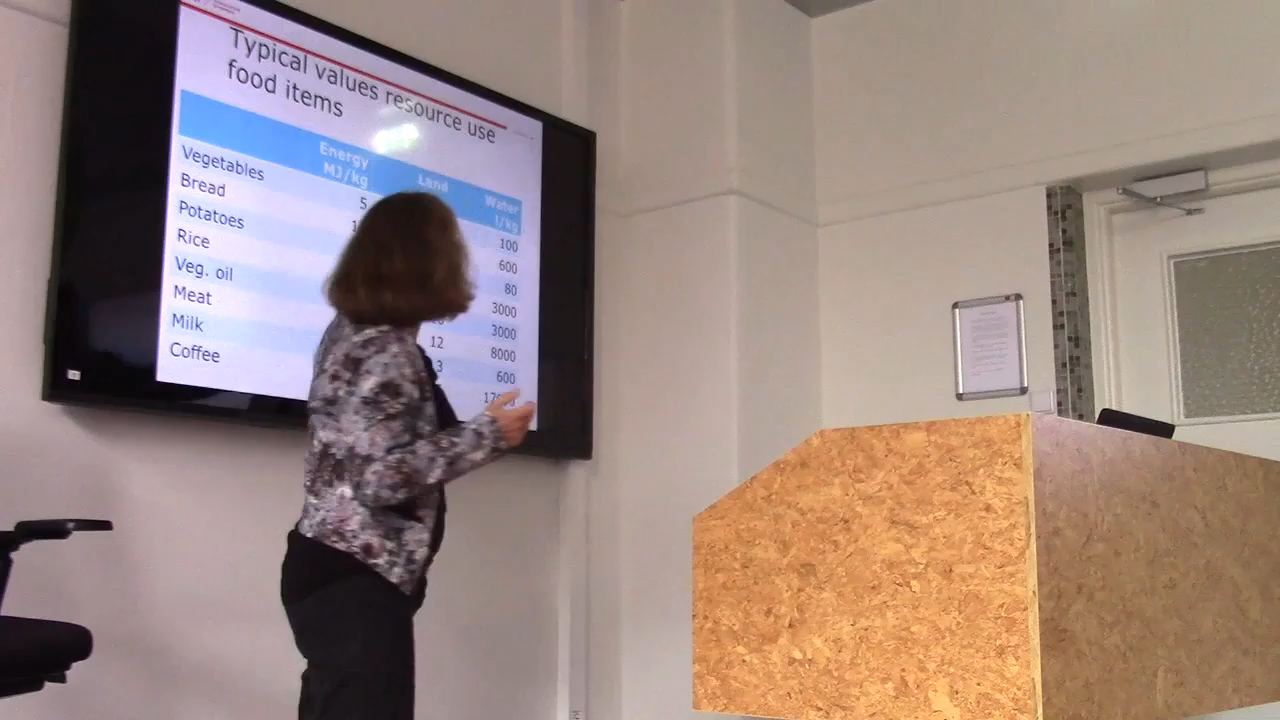 Typical values resource use
food items
Energy
MJ/kg
Land
Water
l/kg
Vegetables 5 100
Bread 600
Potatoes 80
Rice 3000
Veg. oil 3000
Meat 12 8000
Milk 3 600
Coffee